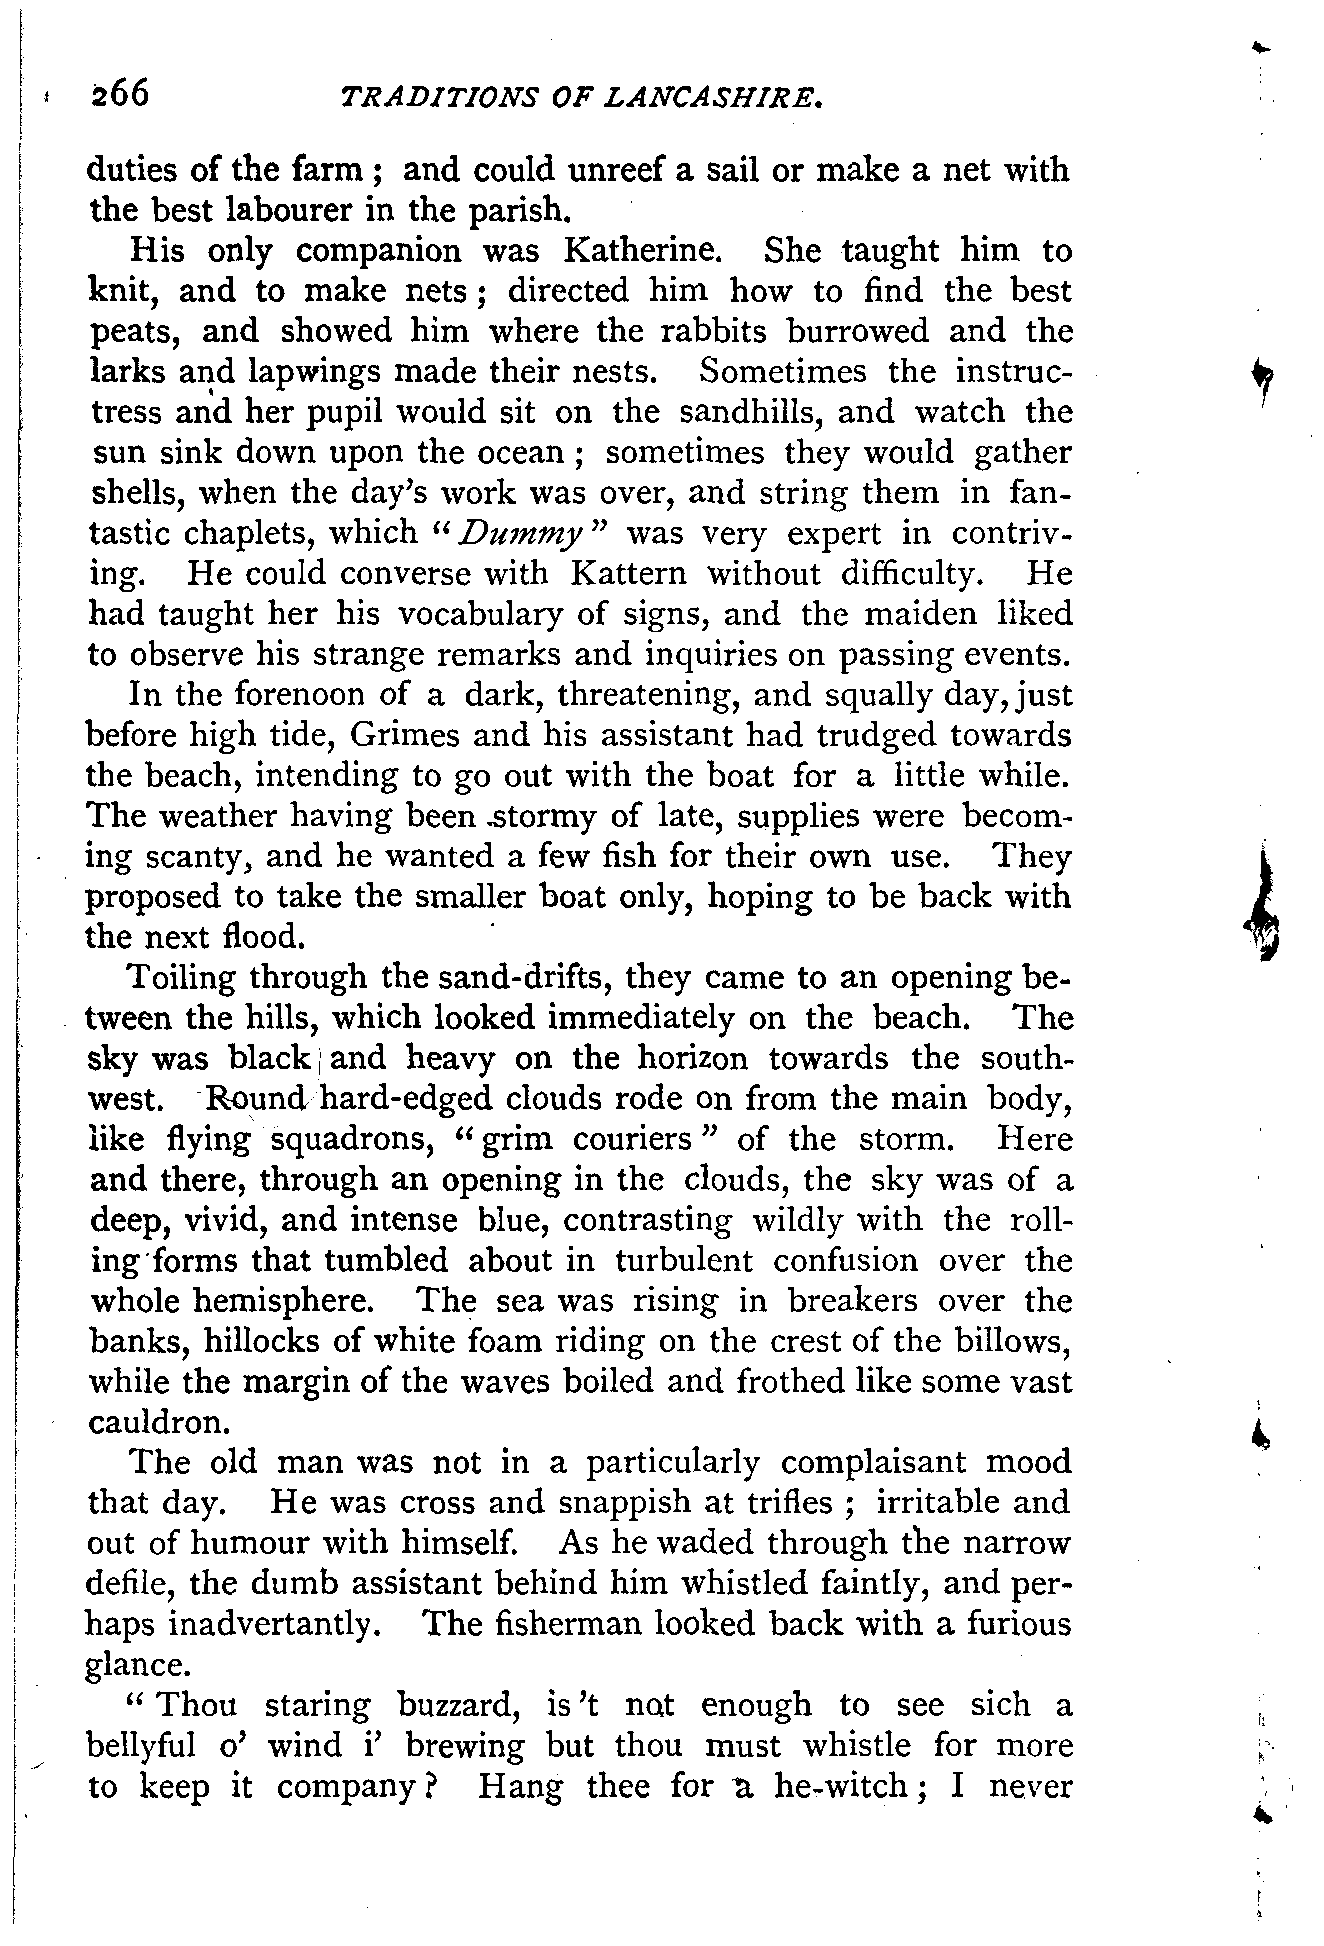 266 TRADITIONS OF LANCASHIRE.
duties of the farm ; and could unreef a sail or make a net with
the best labourer in the parish.
His only companion was Katherine. She taught him to
knit, and to make nets ; directed him how to find the best
peats, and showed him where the rabbits burrowed and the
larks and lapwings made their nests. Sometimes the instruc-
tress and her pupil would sit on the sandhills, and watch the
sun sink down upon the ocean ; sometimes they would gather
shells, when the day's work was over, and string them in fan-
tastic chaplets, which “ Dummy ” was very expert in contriv-
ing. He could converse with Kattern without difficulty. He
had taught her his vocabulary of signs, and the maiden liked
to observe his strange remarks and inquiries on passing events.
In the forenoon of a dark, threatening, and squally day, just
before high tide, Grimes and his assistant had trudged towards
the beach, intending to go out with the boat for a little while.
The weather having been stormy of late, supplies were becom-
ing scanty, and he wanted a few fish for their own use. They
proposed to take the smaller boat only, hoping to be back with
the next flood.
Toiling through the sand-drifts, they came to an opening be-
tween the hills, which looked immediately on the beach. The
sky was black and heavy on the horizon towards the south-
west. Round hard-edged clouds rode on from the main body,
like flying squadrons, “ grim couriers ” of the storm. Here
and there, through an opening in the clouds, the sky was of a
deep, vivid, and intense blue, contrasting wildly with the roll-
ing forms that tumbled about in turbulent confusion over the
whole hemisphere. The sea was rising in breakers over the
banks, hillocks of white foam riding on the crest of the billows,
while the margin of the waves boiled and frothed like some vast
cauldron.
The old man was not in a particularly complaisant mood
that day. He was cross and snappish at trifles ; irritable and
out of humour with himself. As he waded through the narrow
defile, the dumb assistant behind him whistled faintly, and per-
haps inadvertantly. The fisherman looked back with a furious
glance.
“ Thou staring buzzard, is 't not enough to see sich a
bellyful o' wind i' brewing but thou must whistle for more
to keep it company? Hang thee for a he-witch ; I never